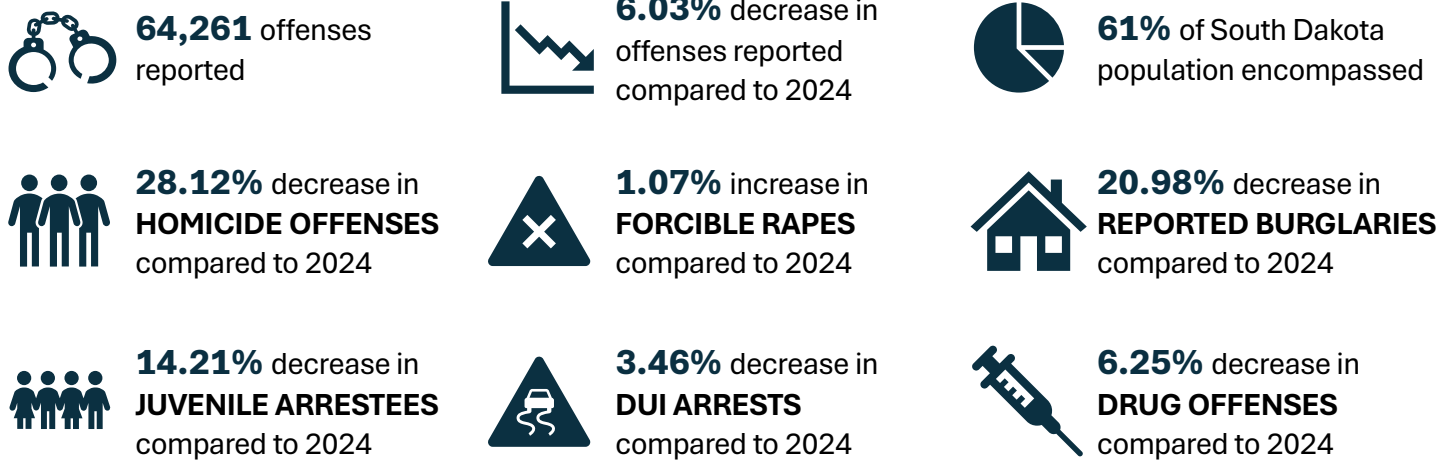 64,261 offenses
reported
6.03% decrease in
offenses reported
compared to 2024
61% of South Dakota
population encompassed
28.12% decrease in
HOMICIDE OFFENSES
compared to 2024
1.07% increase in
FORCIBLE RAPES
compared to 2024
20.98% decrease in
REPORTED BURGLARIES
compared to 2024
14.21% decrease in
JUVENILE ARRESTEES
compared to 2024
3.46% decrease in
DUI ARRESTS
compared to 2024
6.25% decrease in
DRUG OFFENSES
compared to 2024